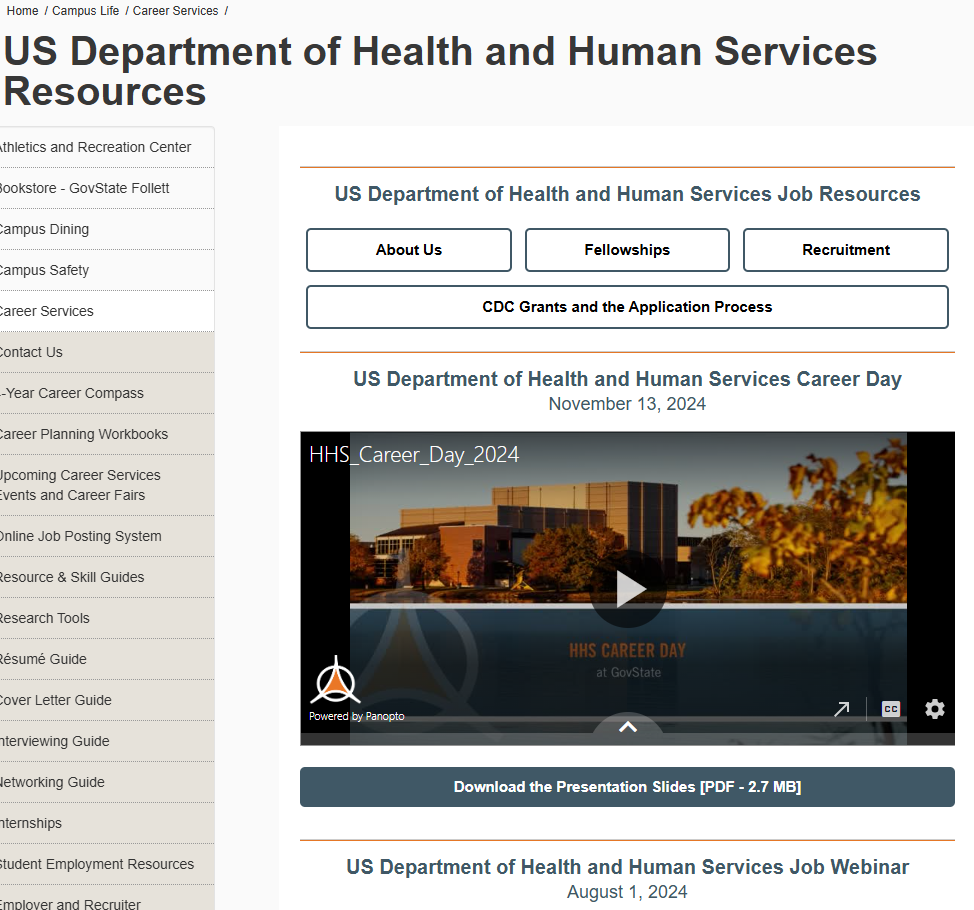 Home / Campus Life / Career Services /
US Department of Health and Human Services
Resources
Athletics and Recreation Center
Bookstore - GovState Follett
Campus Dining
Campus Safety
Career Services
Contact Us
-Year Career Compass
Career Planning Workbooks
Upcoming Career Services
Events and Career Fairs
Online Job Posting System
Resource & Skill Guides
Research Tools
Résumé Guide
Cover Letter Guide
Interviewing Guide
Networking Guide
Internships
Student Employment Resources
Employer and Recruiter
US Department of Health and Human Services Job Resources
About Us
Fellowships
Recruitment
CDC Grants and the Application Process
US Department of Health and Human Services Career Day
November 13, 2024
HHS_Career_Day_2024
HHS CAREER DAY
at GovState
Powered by Panopto
CC
Download the Presentation Slides [PDF - 2.7 MB]
US Department of Health and Human Services Job Webinar
August 1, 2024